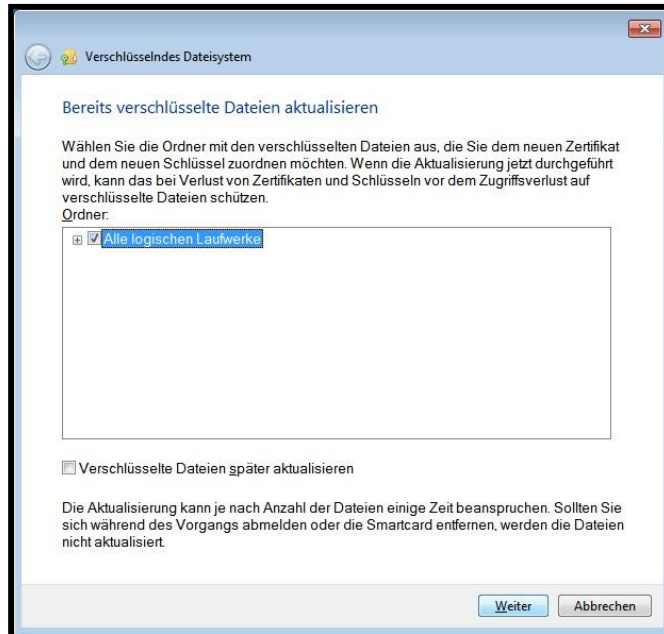 Verschlüsselndes Dateisystem
Bereits verschlüsselte Dateien aktualisieren
Wählen Sie die Ordner mit den verschlüsselten Dateien aus, die Sie dem neuen Zertifikat
und dem neuen Schlüssel zuordnen möchten. Wenn die Aktualisierung jetzt durchgeführt
wird, kann das bei Verlust von Zertifikaten und Schlüsseln vor dem Zugriffsverlust auf
verschlüsselte Dateien schützen.
Ordner:
Alle logischen Laufwerke
Verschlüsselte Dateien später aktualisieren
Die Aktualisierung kann je nach Anzahl der Dateien einige Zeit beanspruchen. Sollten Sie
sich während des Vorgangs abmelden oder die Smartcard entfernen, werden die Dateien
nicht aktualisiert.
Weiter Abbrechen